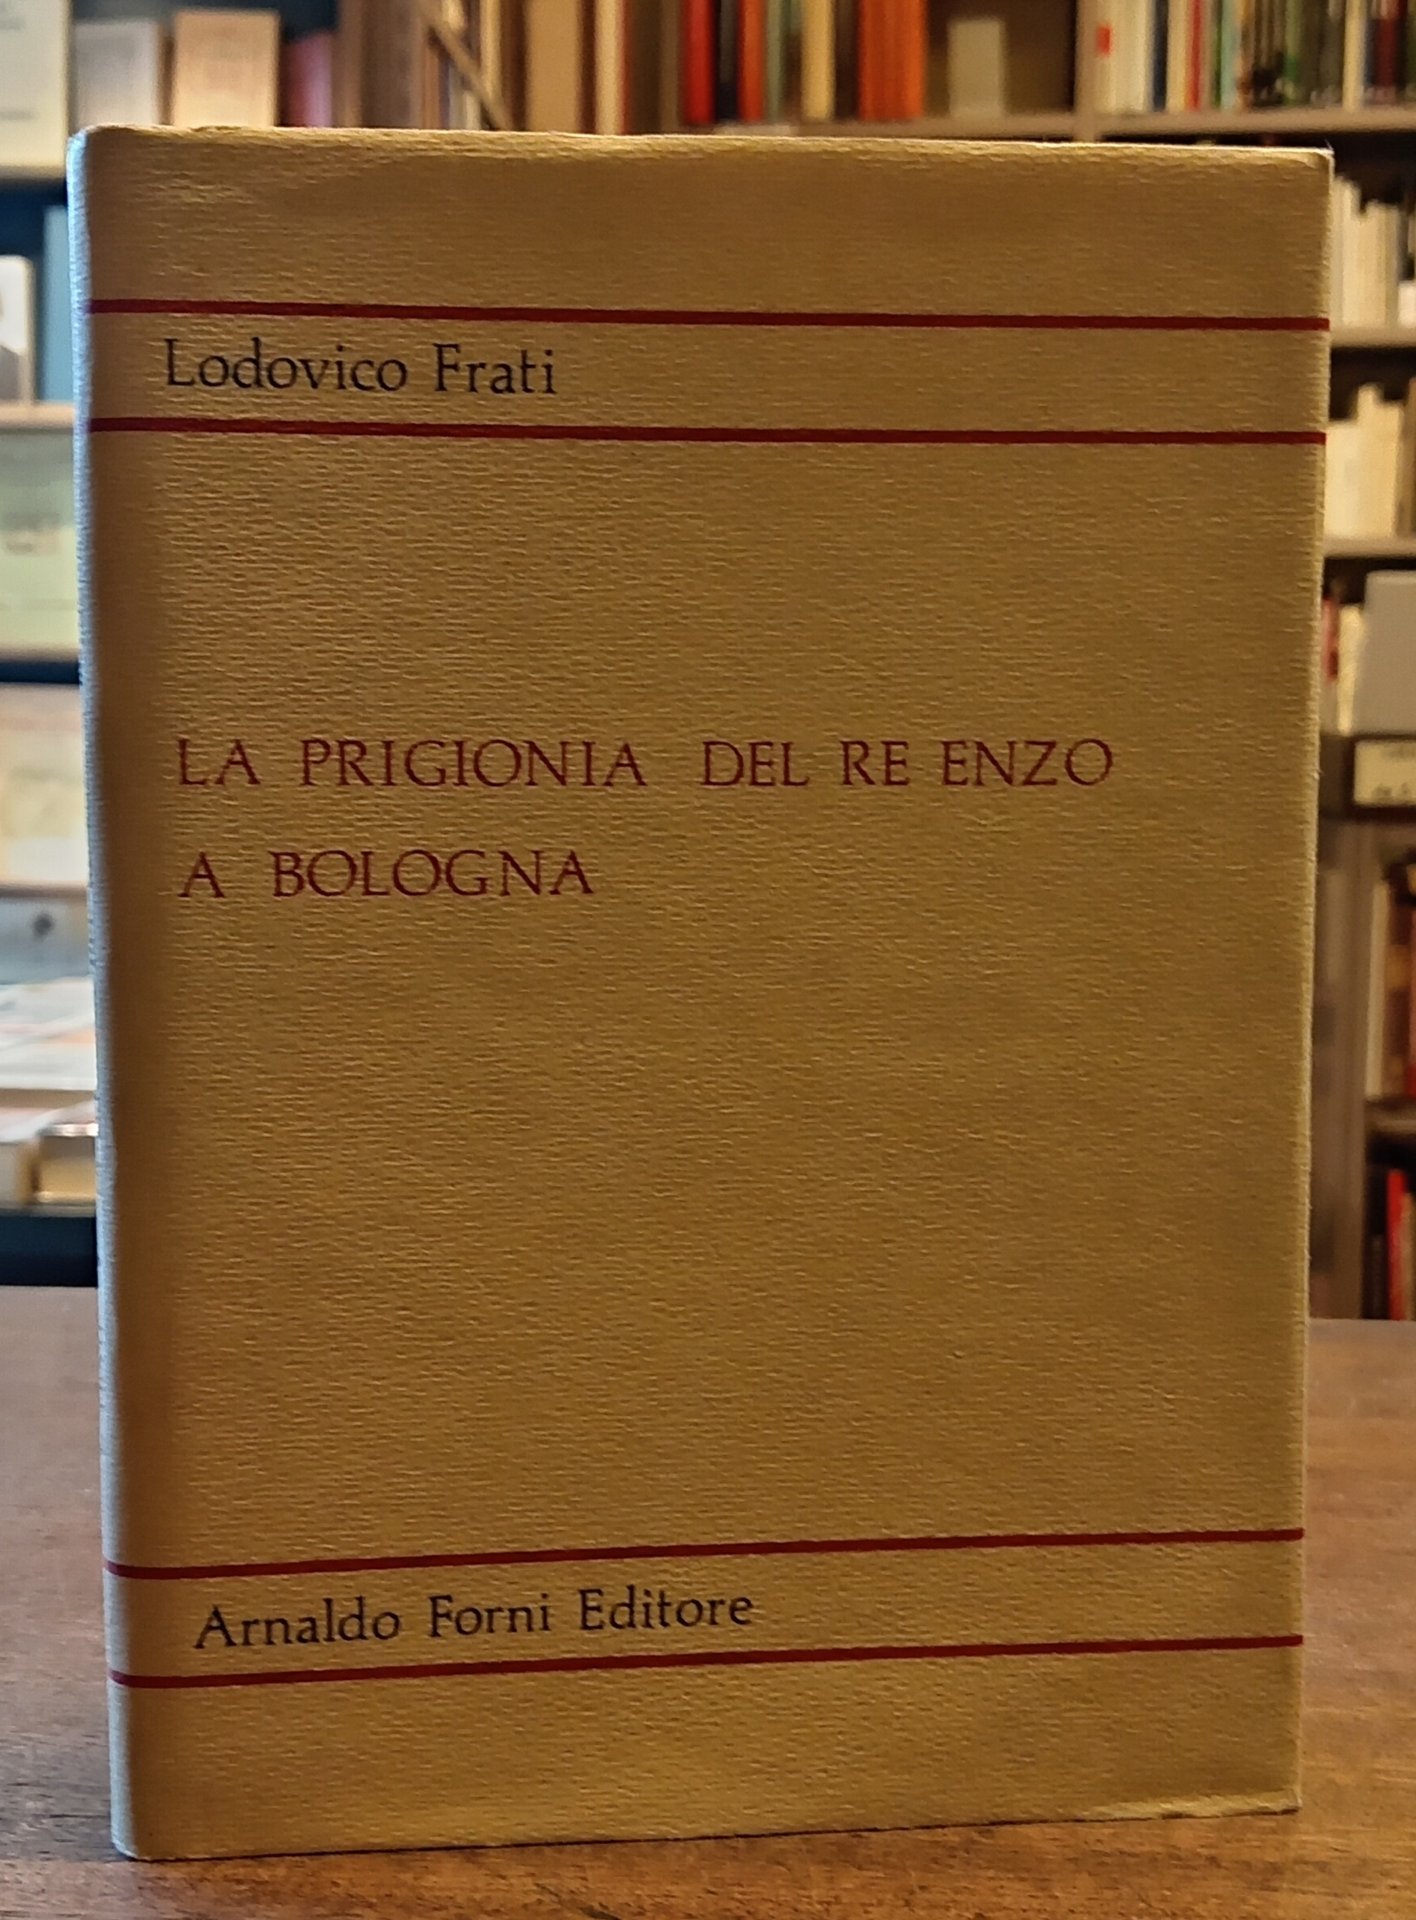 Lodovico Frati
LA PRIGIONIA DEL RE ENZO
A BOLOGNA
Arnaldo Forni Editore